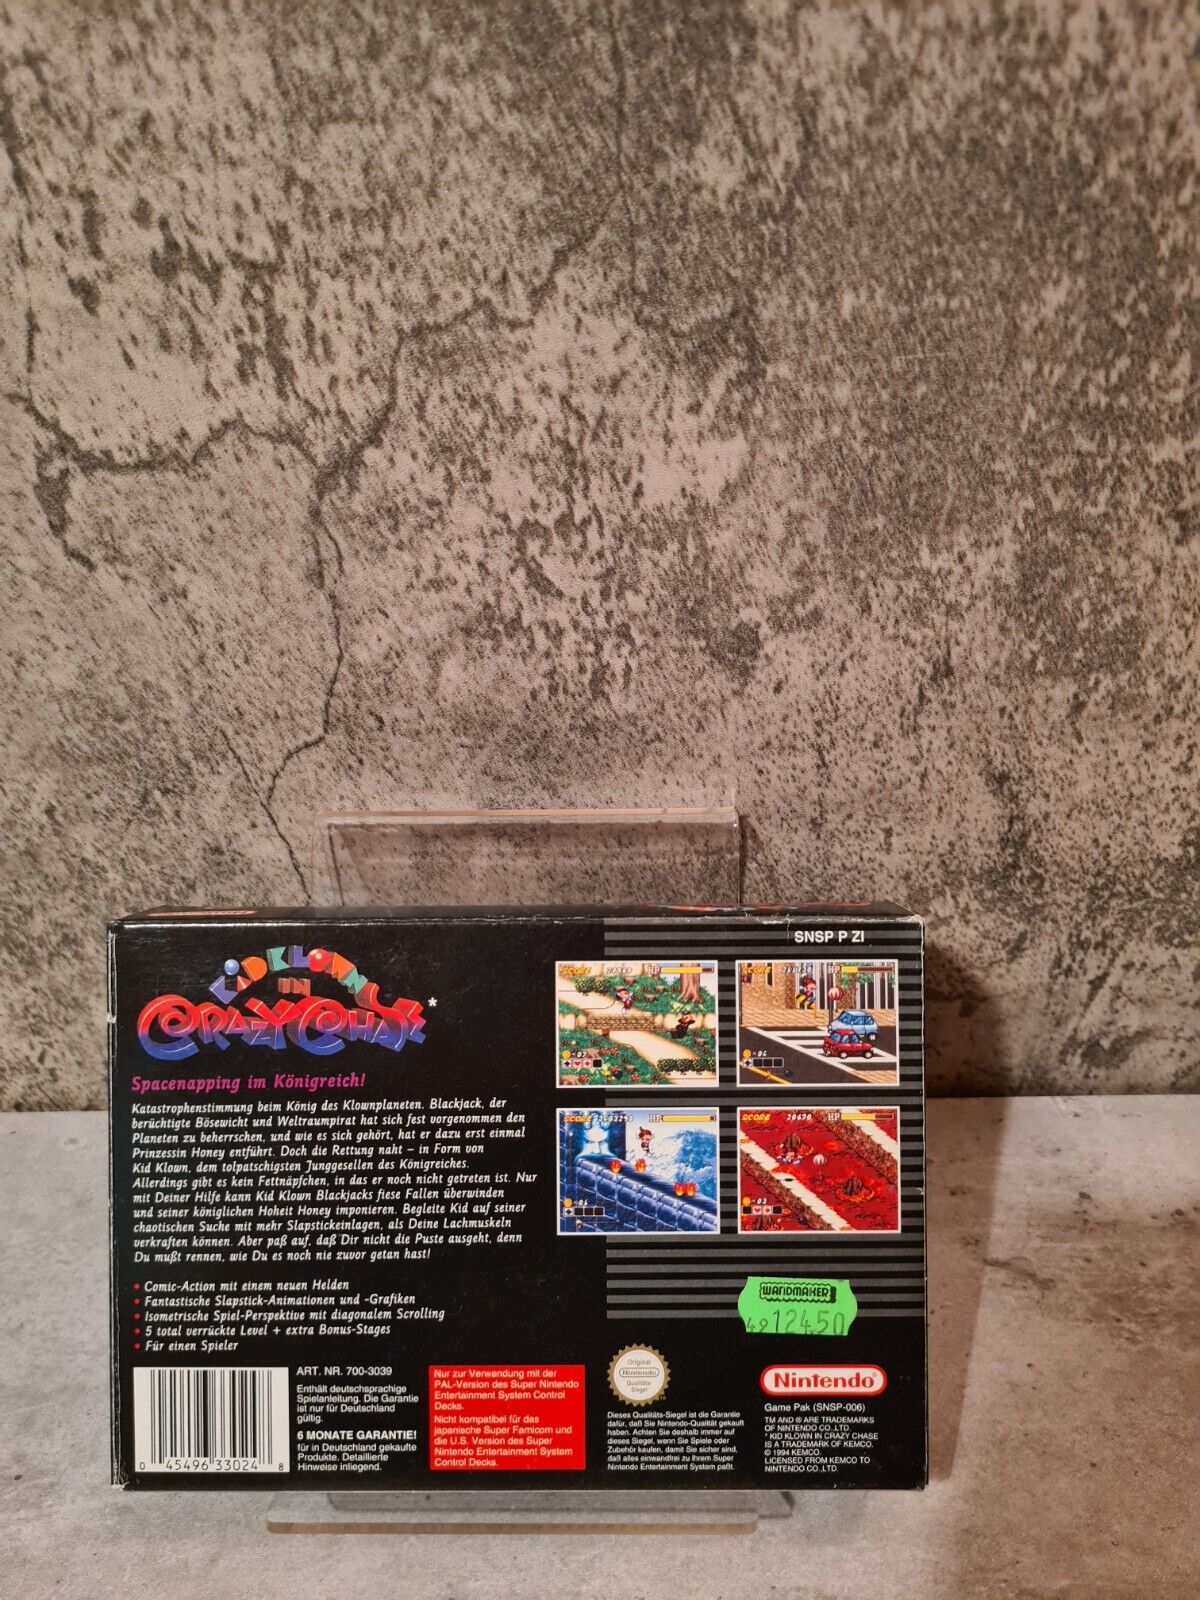 SNSP P ZI
KID KLOWN
IN
CRAZY CHASE*
Spacenapping im Königreich!
Katastrophenstimmung beim König des Klownplaneten. Blackjack, der
berüchtigte Bösewicht und Weltraumpirat hat sich fest vorgenommen den
Planeten zu beherrschen, und wie es sich gehört, hat er dazu erst einmal
Prinzessin Honey entführt. Doch die Rettung naht – in Form von
Kid Klown, dem tolpatschigsten Junggesellen des Königreiches.
Allerdings gibt es kein Fettnäpfchen, in das er noch nicht getreten ist. Nur
mit Deiner Hilfe kann Kid Klown Blackjacks fiese Fallen überwinden
und seiner königlichen Hoheit Honey imponieren. Begleite Kid auf seiner
chaotischen Suche mit mehr Slapstickeinlagen, als Deine Lachmuskeln
verkraften können. Aber paß auf, daß Dir nicht die Puste ausgeht, denn
Du mußt rennen, wie Du es noch nie zuvor getan hast!
• Comic-Action mit einem neuen Helden
• Fantastische Slapstick-Animationen und -Grafiken
• Isometrische Spiel-Perspektive mit diagonalem Scrolling
• 5 total verrückte Level + extra Bonus-Stages
• Für einen Spieler
SCORE HP
SCORE HP
SCORE HP
SCORE 20670 HP
WANDMAKER
49 124.50
0 45496 33024 8
ART. NR. 700-3039
Enthält deutschsprachige
Spielanleitung. Die Garantie
ist nur für Deutschland
gültig.
6 MONATE GARANTIE!
für in Deutschland gekaufte
Produkte. Detaillierte
Hinweise inliegend.
Nur zur Verwendung mit der
PAL-Version des Super Nintendo
Entertainment System Control
Decks.
Nicht kompatibel für das
japanische Super Famicom und
die U.S. Version des Super
Nintendo Entertainment System
Control Decks.
Original
Nintendo
Qualitäts-
Siegel
Dieses Qualitäts-Siegel ist die Garantie
dafür, daß Sie Nintendo-Qualität gekauft
haben. Achten Sie deshalb immer auf
dieses Siegel, wenn Sie Spiele oder
Zubehör kaufen, damit Sie sicher sind,
daß alles einwandfrei zu Ihrem Super
Nintendo Entertainment System paßt.
Nintendo
Game Pak (SNSP-006)
TM AND ® ARE TRADEMARKS
OF NINTENDO CO., LTD.
* KID KLOWN IN CRAZY CHASE
IS A TRADEMARK OF KEMCO.
© 1994 KEMCO.
LICENSED FROM KEMCO TO
NINTENDO CO.,LTD.